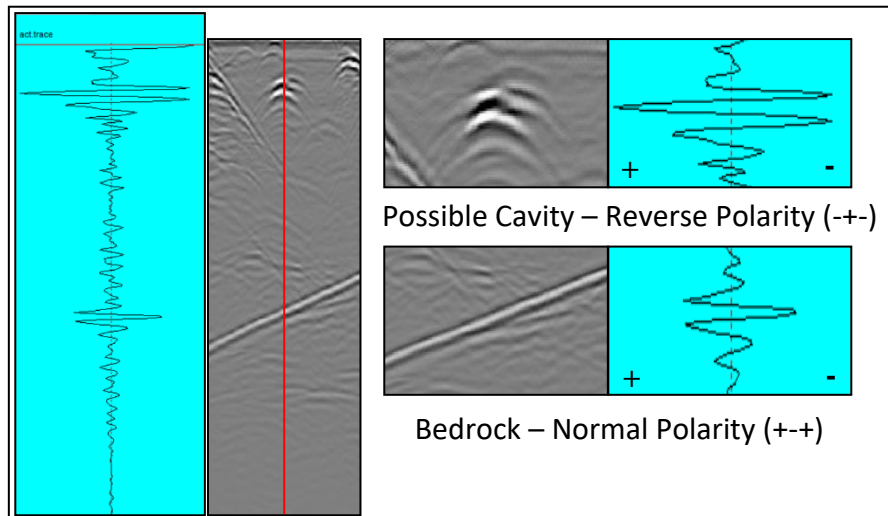 act.trace
+ -
Possible Cavity – Reverse Polarity (-+-)
+ -
Bedrock – Normal Polarity (+-+)